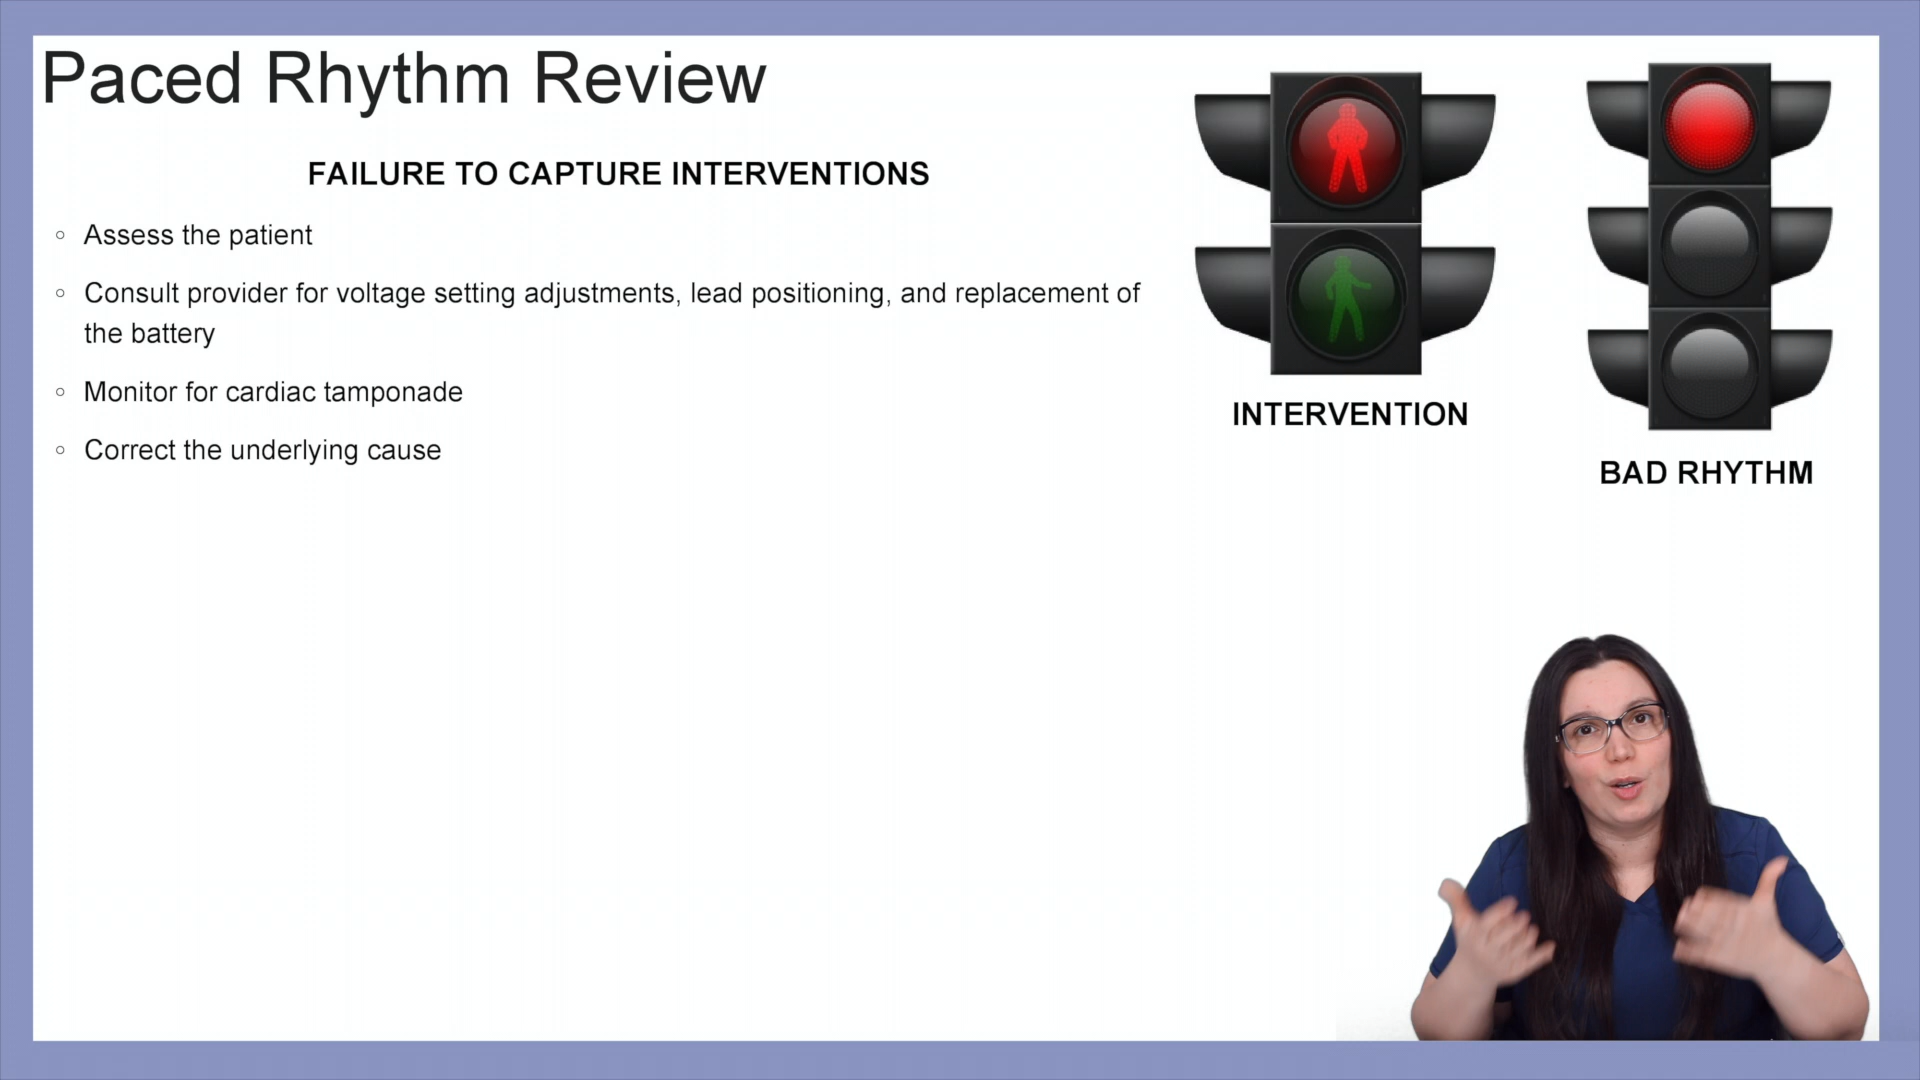 Paced Rhythm Review
FAILURE TO CAPTURE INTERVENTIONS
Assess the patient
Consult provider for voltage setting adjustments, lead positioning, and replacement of
the battery
Monitor for cardiac tamponade
Correct the underlying cause
INTERVENTION
BAD RHYTHM